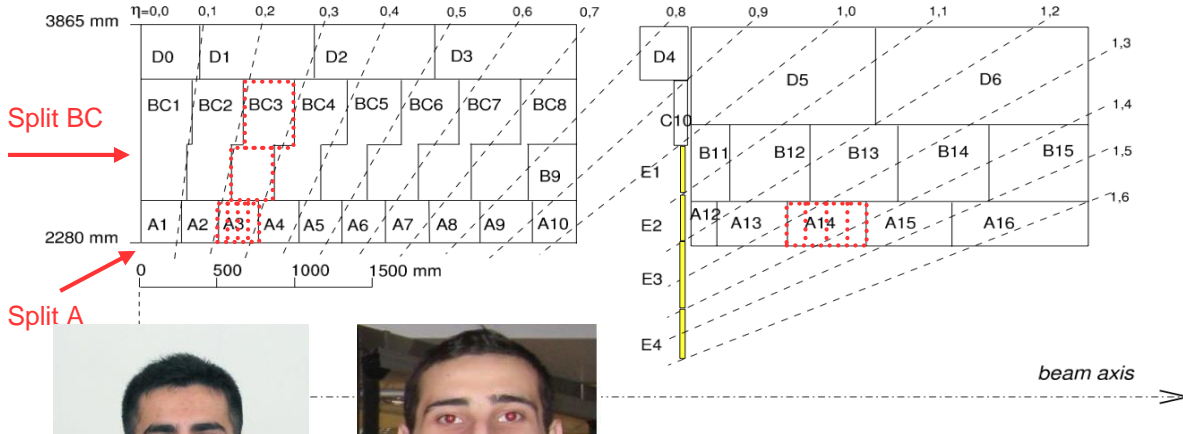 η=0,0 0,1 0,2 0,3 0,4 0,5 0,6 0,7 0,8 0,9 1,0 1,1 1,2
3865 mm
1,3
D0 D1 D2 D3 D4 D5 D6
BC1 BC2 BC3 BC4 BC5 BC6 BC7 BC8
1,4
Split BC
C10
B11 B12 B13 B14 B15
1,5
B9
E1
1,6
A1 A2 A3 A4 A5 A6 A7 A8 A9 A10
A12 A13 A14 A15 A16
E2
2280 mm
0 500 1000 1500 mm
E3
Split A
E4
beam axis